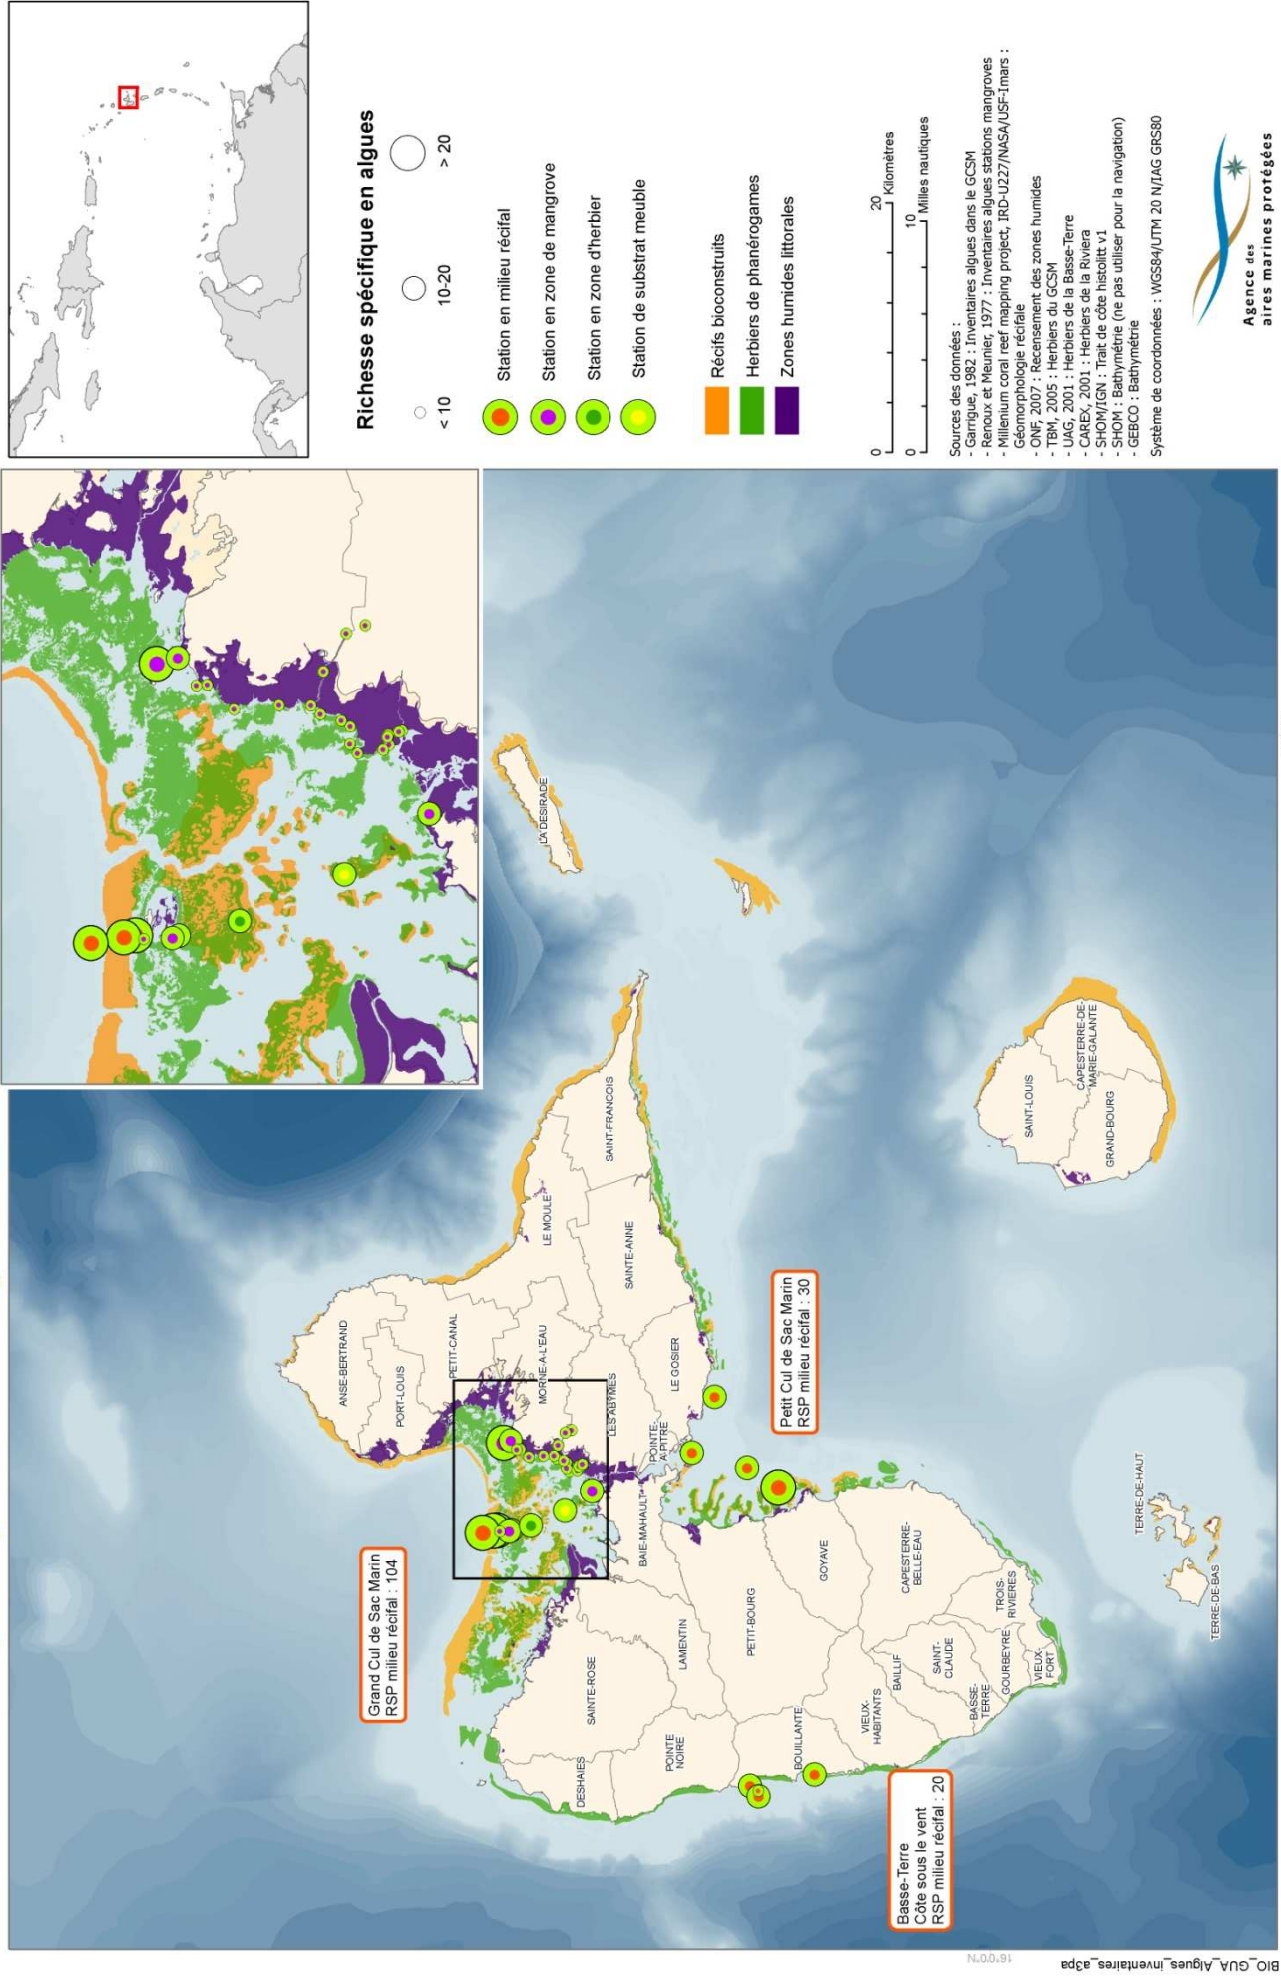 Richesse spécifique en algues
< 10
10-20
> 20
Station en milieu récifal
Station en zone de mangrove
Station en zone d'herbier
Station de substrat meuble
Récifs bioconstruits
Herbiers de phanérogames
Zones humides littorales
0
20
Kilomètres
0
10
Milles nautiques
Sources des données :
- Garrigue, 1982 : Inventaires algues dans le GCSM
- Renoux et Meunier, 1977 : Inventaires algues stations mangroves
- Millenium coral reef mapping project, IRD-U227/NASA/USF-Imars :
Géomorphologie récifale
- ONF, 2007 : Recensement des zones humides
- TBM, 2005 : Herbiers du GCSM
- UAG, 2001 : Herbiers de la Basse-Terre
- CAREX, 2001 : Herbiers de la Riviera
- SHOM/IGN : Trait de côte histolitt v1
- SHOM : Bathymétrie (ne pas utiliser pour la navigation)
- GEBCO : Bathymétrie
Système de coordonnées : WGS84/UTM 20 N/IAG GRS80
Agence des
aires marines protégées
Grand Cul de Sac Marin
RSP milieu récifal : 104
Petit Cul de Sac Marin
RSP milieu récifal : 30
Basse-Terre
Côte sous le vent
RSP milieu récifal : 20
ANSE-BERTRAND
PORT-LOUIS
PETIT-CANAL
MORNE-A-L'EAU
LE MOULE
SAINT-FRANCOIS
SAINTE-ANNE
LES ABYMES
LE GOSIER
POINTE-
A-PITRE
BAIE-MAHAULT
LA DESIRADE
SAINTE-ROSE
LAMENTIN
DESHAIES
POINTE
NOIRE
PETIT-BOURG
GOYAVE
BOUILLANTE
VIEUX-
HABITANTS
CAPESTERRE-
BELLE-EAU
BAILLIF
SAINT-
CLAUDE
BASSE-
TERRE
GOURBEYRE
TROIS-
RIVIERES
VIEUX-
FORT
SAINT-LOUIS
CAPESTERRE-DE-
MARIE-GALANTE
GRAND-BOURG
TERRE-DE-HAUT
TERRE-DE-BAS
16°0'0"N
BIO_GUA_Algues_inventaires_a3pa